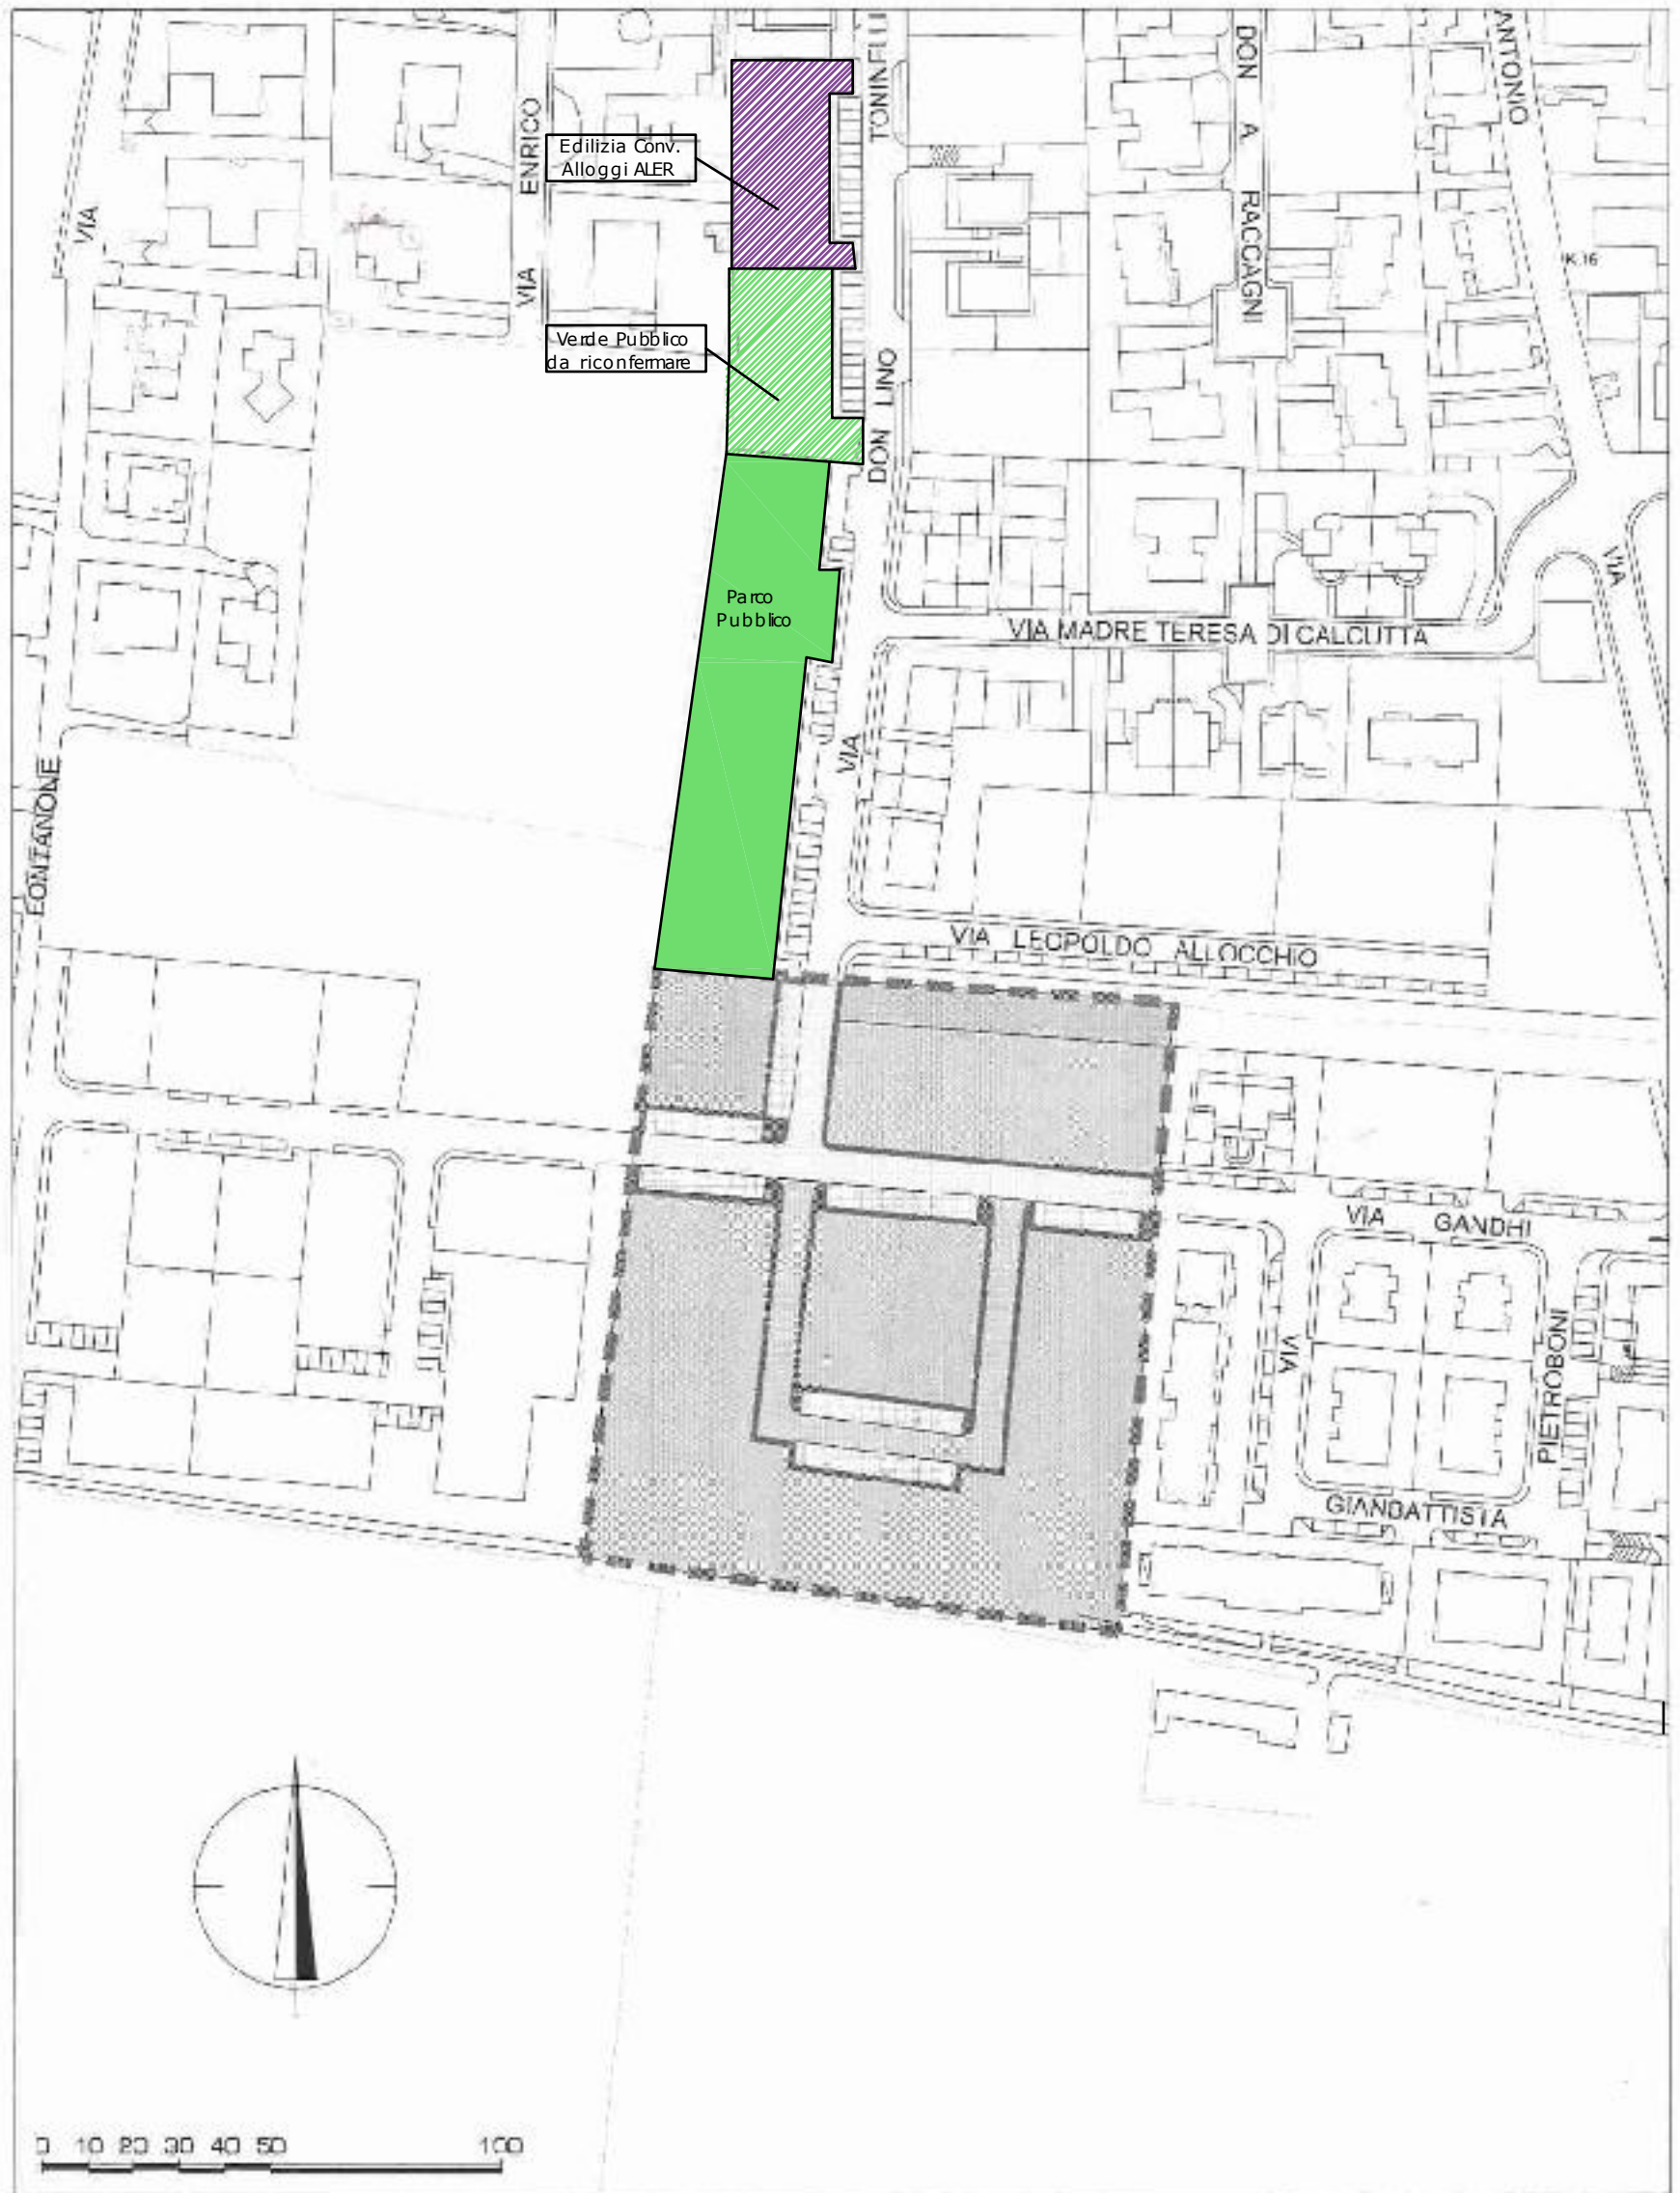 TONINELLI
DON A RACCAGNI
ANTONIO
VIA ENRICO
VIA
Edilizia Conv.
Alloggi ALER
Verde Pubblico
da riconfermare
DON LINO
VIA
Parco
Pubblico
VIA MADRE TERESA DI CALCUTTA
VIA
FONTANONE
VIA LEOPOLDO ALLOCCHIO
VIA GANDHI
VIA
PIETROBONI
GIANBATTISTA
0 10 20 30 40 50 100